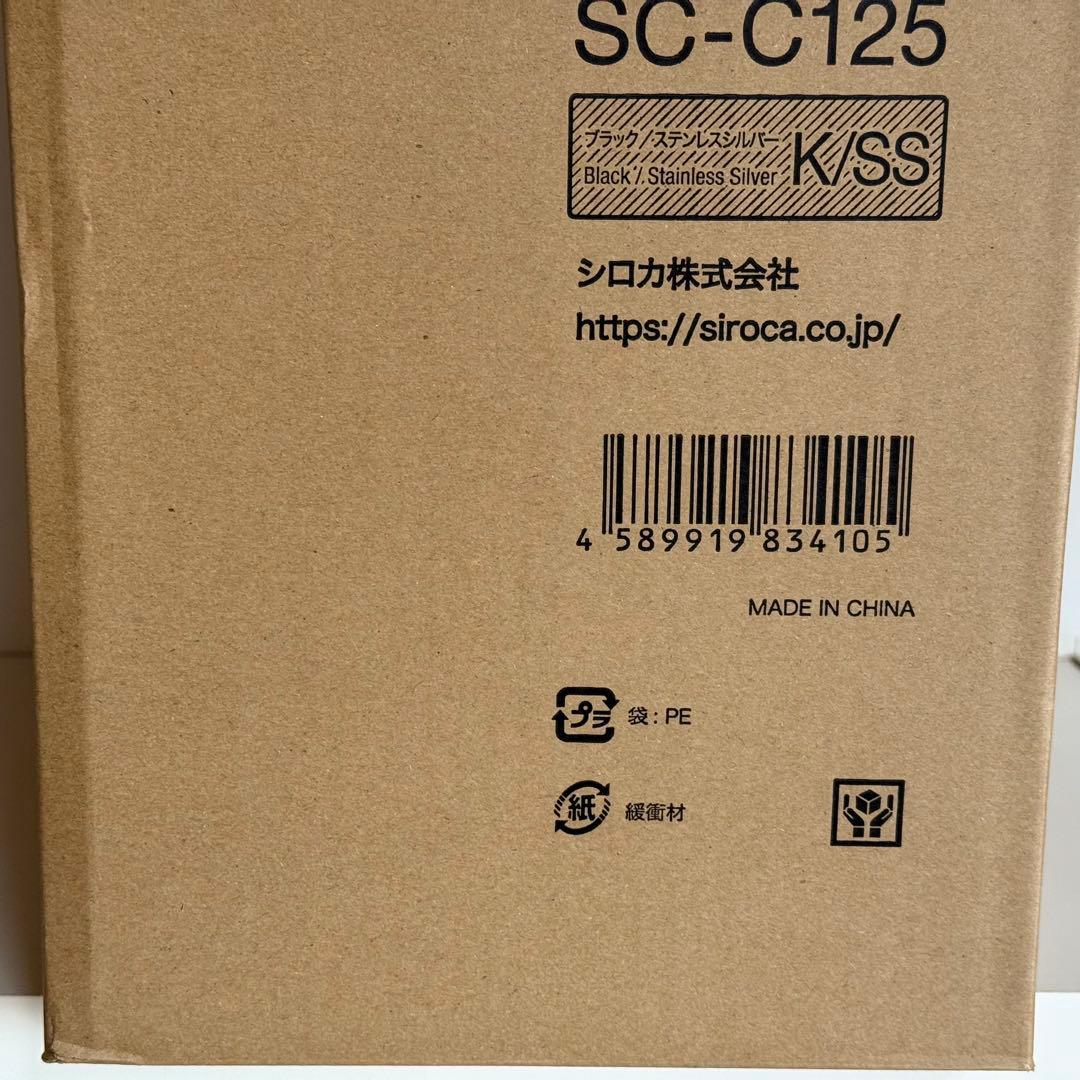 SC-C125
ブラック/ステンレスシルバー
Black / Stainless Silver
K/SS
シロカ株式会社
https://siroca.co.jp/
4 589919 834105
MADE IN CHINA
プラ 袋:PE
紙 緩衝材